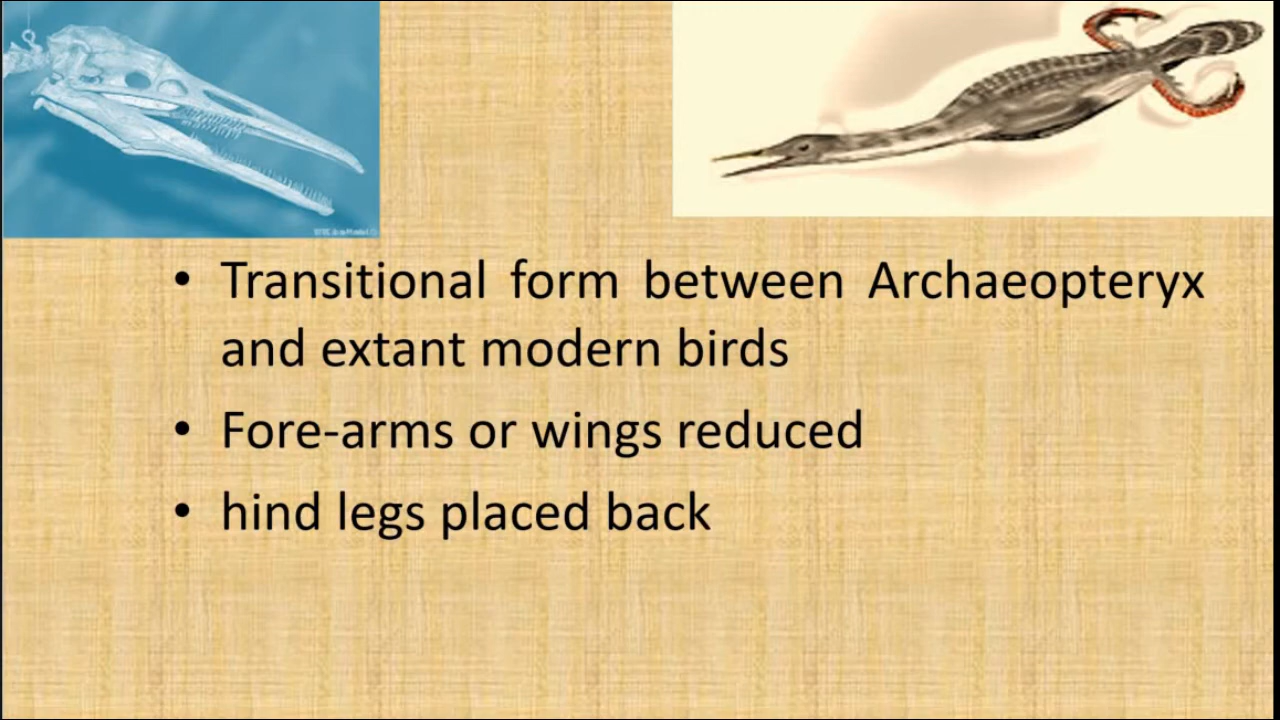 • Transitional form between Archaeopteryx
and extant modern birds
• Fore-arms or wings reduced
• hind legs placed back